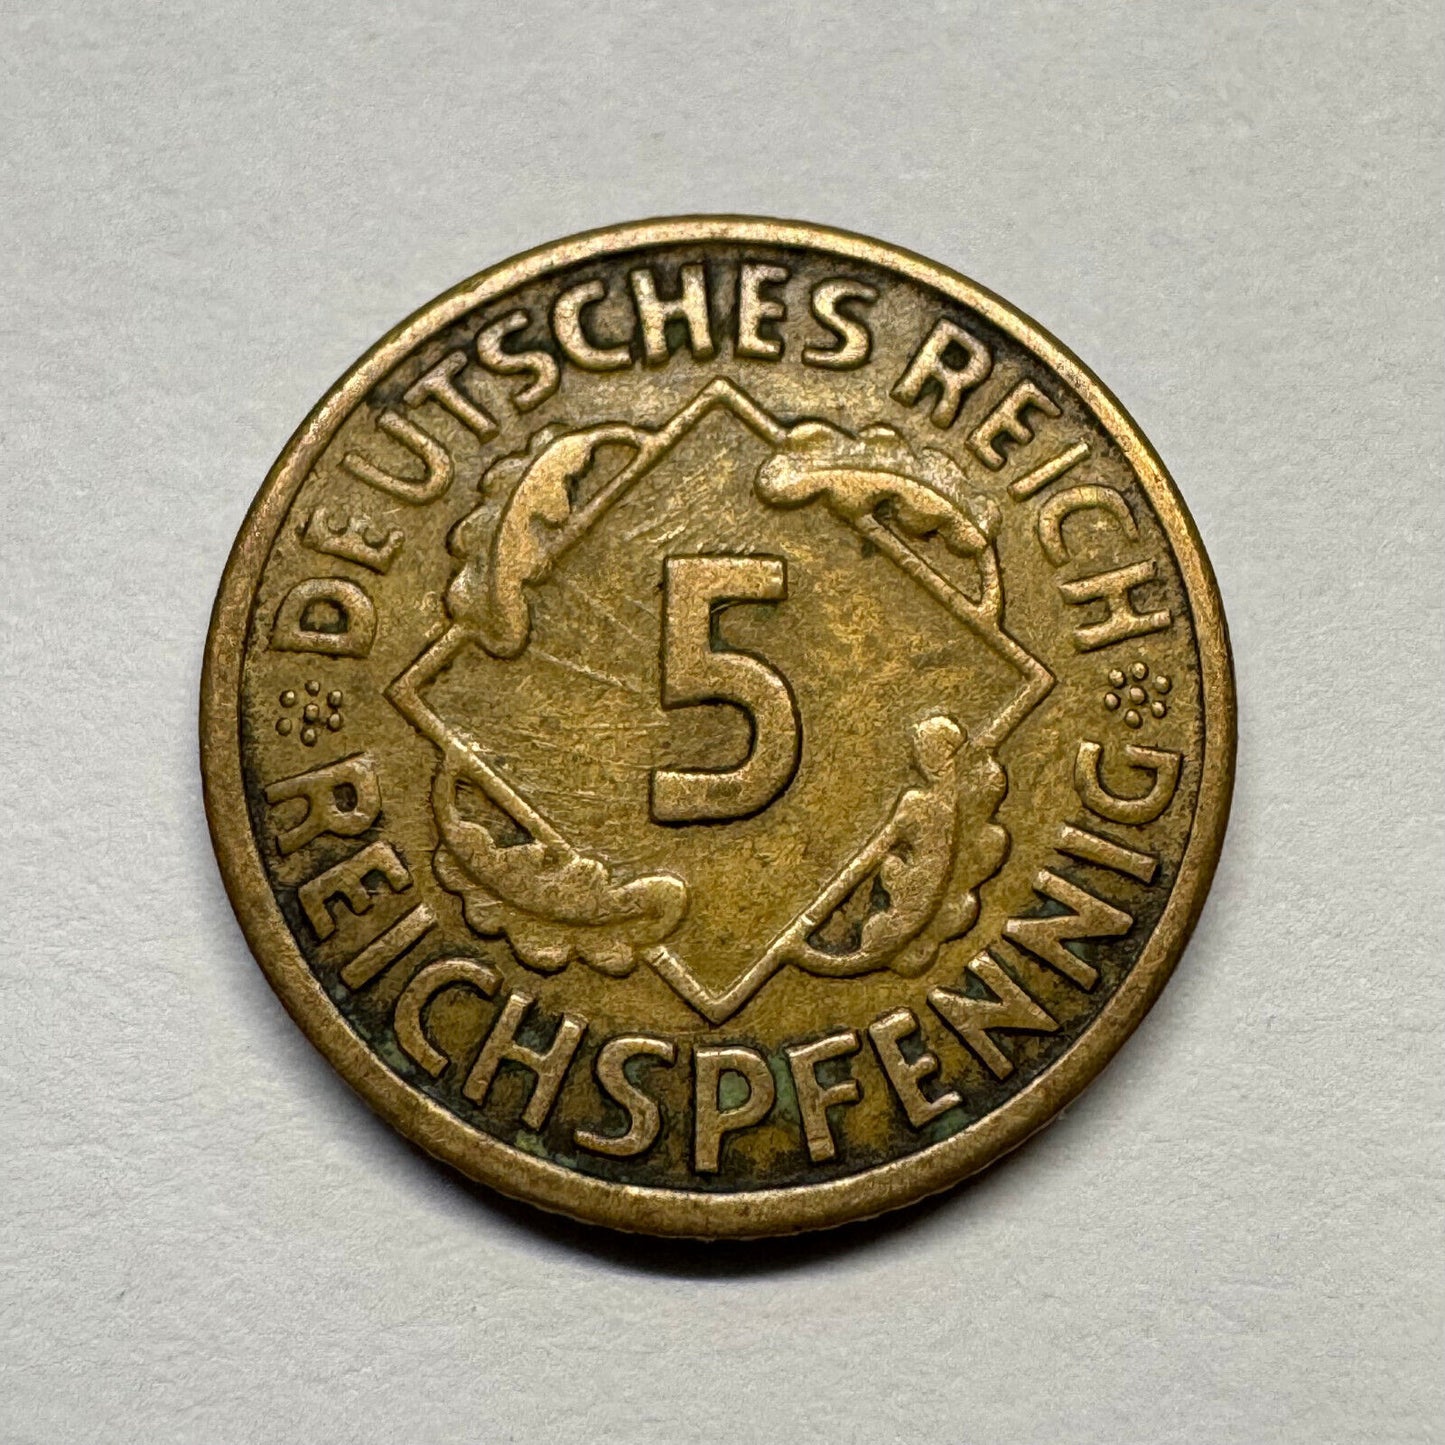 DEUTSCHES REICH
5
REICHSPFENNIG